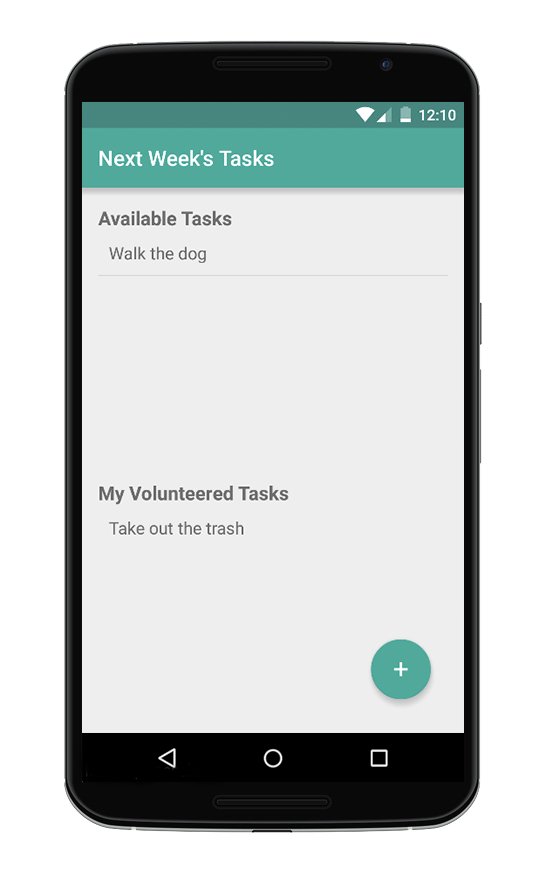 12:10
Next Week's Tasks
Available Tasks
Walk the dog
My Volunteered Tasks
Take out the trash
+